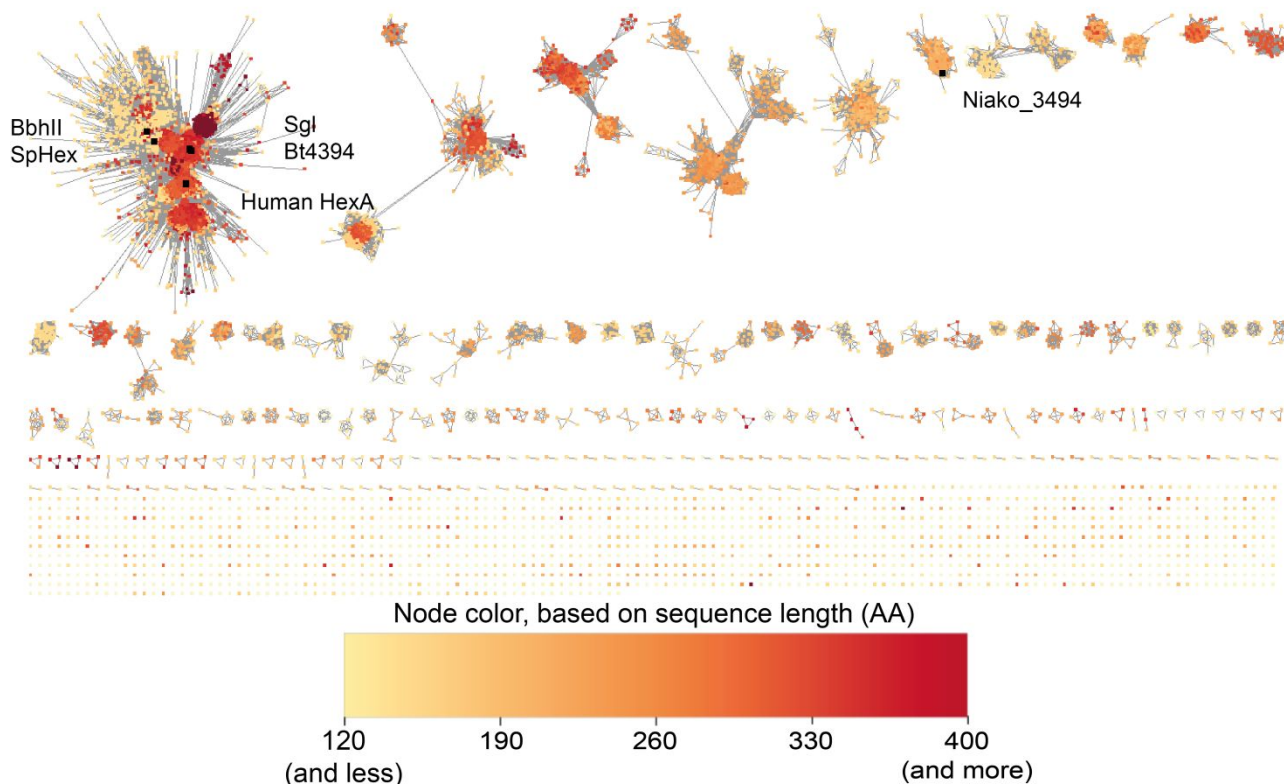 BbhII
SpHex
SgI
Bt4394
Human HexA
Niako_3494
Node color, based on sequence length (AA)
120 190 260 330 400
(and less) (and more)